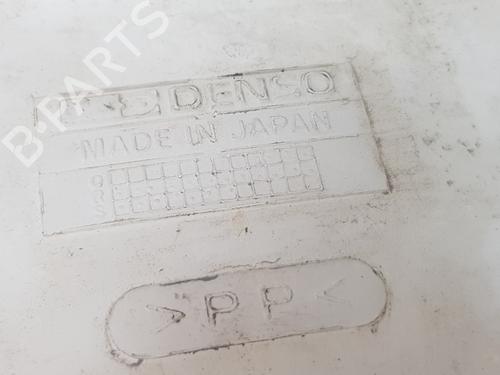 B-PARTS
DENSO
MADE IN JAPAN
>PP<